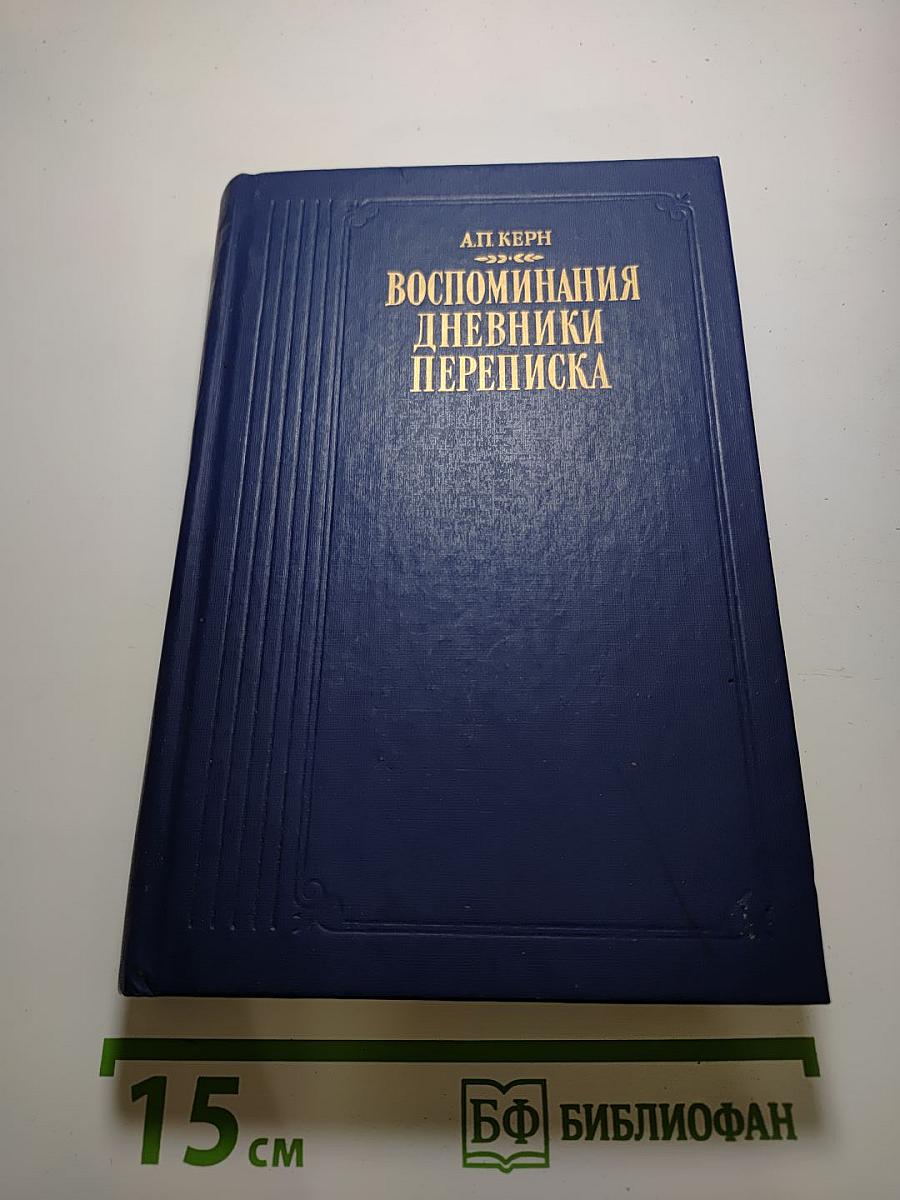 А.П. КЕРН
ВОСПОМИНАНИЯ
ДНЕВНИКИ
ПЕРЕПИСКА
15 см
БФ БИБЛИОФАН